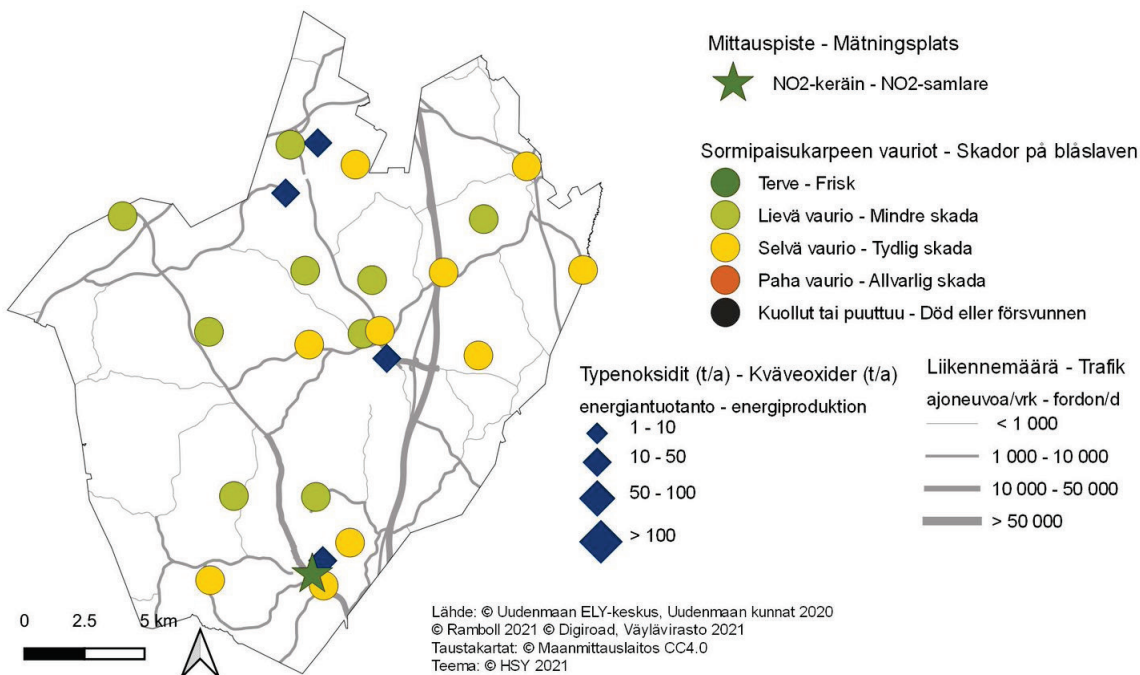 Mittauspiste - Mätningsplats
NO2-keräin - NO2-samlare
Sormipaisukarpeen vauriot - Skador på blåslaven
Terve - Frisk
Lievä vaurio - Mindre skada
Selvä vaurio - Tydlig skada
Paha vaurio - Allvarlig skada
Kuollut tai puuttuu - Död eller försvunnen
Typenoksidit (t/a) - Kväveoxider (t/a)
energiantuotanto - energiproduktion
1 - 10
10 - 50
50 - 100
> 100
Liikennemäärä - Trafik
ajoneuvoa/vrk - fordon/d
< 1 000
1 000 - 10 000
10 000 - 50 000
> 50 000
0 2.5 5 km
Lähde: © Uudenmaan ELY-keskus, Uudenmaan kunnat 2020
© Ramboll 2021 © Digiroad, Väylävirasto 2021
Taustakartat: © Maanmittauslaitos CC4.0
Teema: © HSY 2021